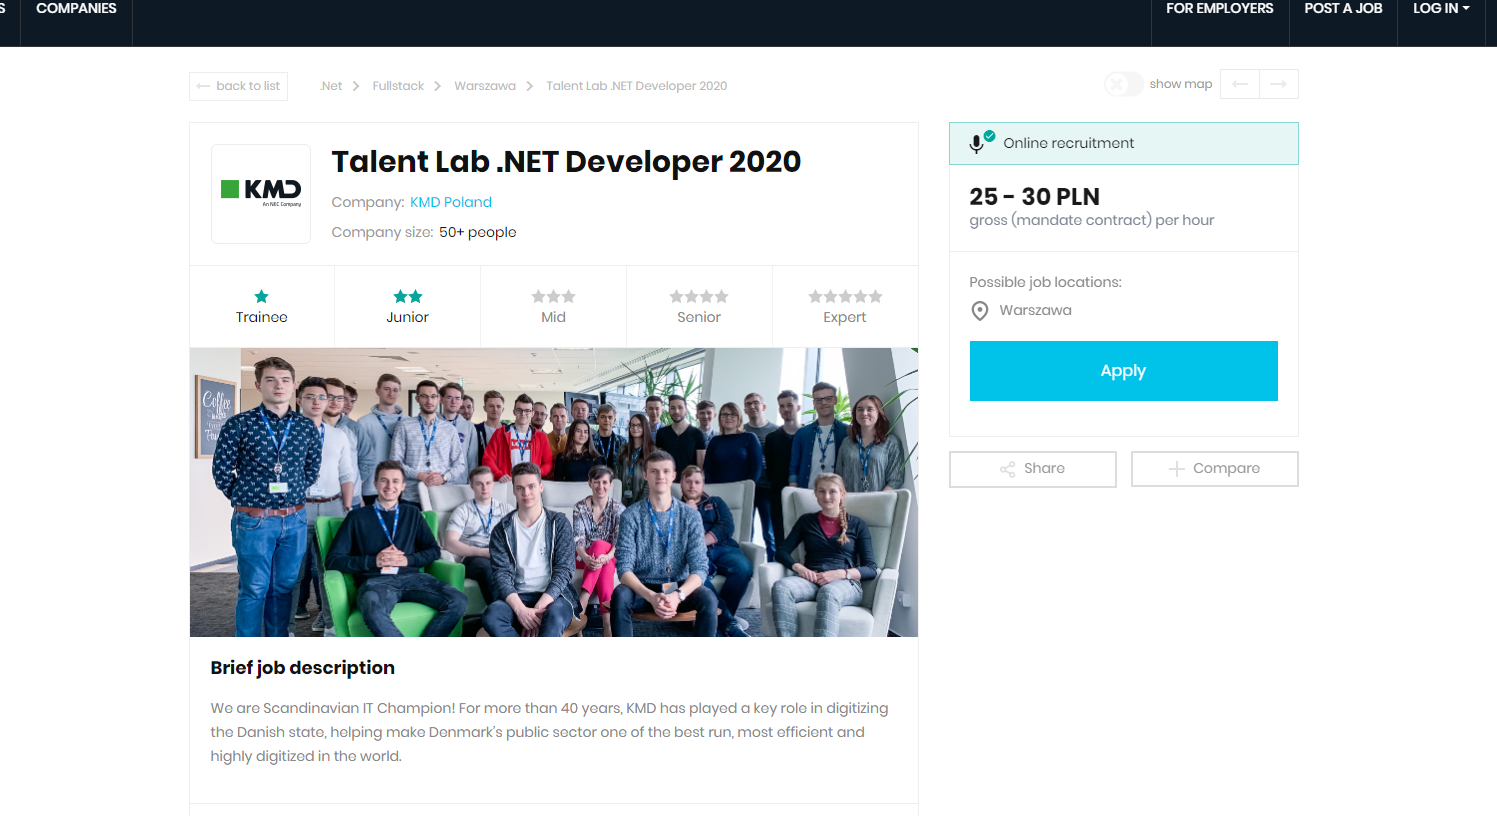 S
COMPANIES
FOR EMPLOYERS
POST A JOB
LOG IN
back to list
.Net
Fullstack
Warszawa
Talent Lab .NET Developer 2020
show map
KMD
An NEC Company
Talent Lab .NET Developer 2020
Company: KMD Poland
Company size: 50+ people
Trainee
Junior
Mid
Senior
Expert
Coffee
Brief job description
We are Scandinavian IT Champion! For more than 40 years, KMD has played a key role in digitizing
the Danish state, helping make Denmark's public sector one of the best run, most efficient and
highly digitized in the world.
Online recruitment
25 - 30 PLN
gross (mandate contract) per hour
Possible job locations:
Warszawa
Apply
Share
Compare